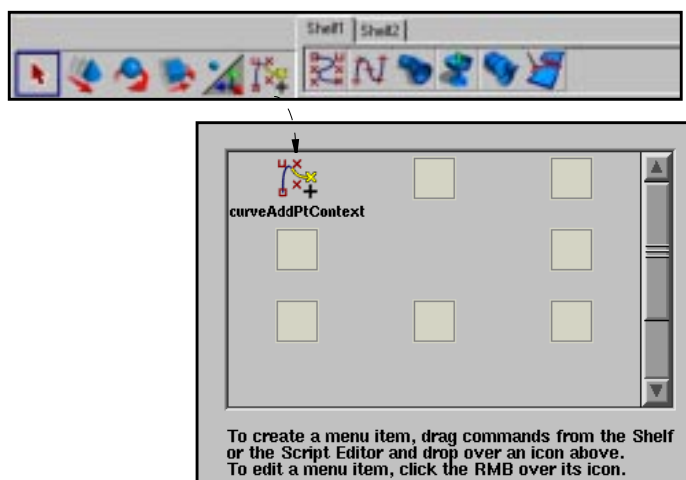 Shelf1 Shelf2
curveAddPtContext
To create a menu item, drag commands from the Shelf
or the Script Editor and drop over an icon above.
To edit a menu item, click the RMB over its icon.